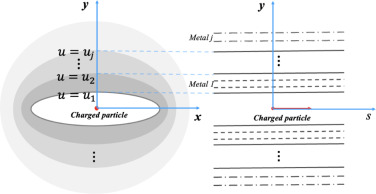 y
u = u_j
⋮
u = u_2
u = u_1
Charged particle
x
⋮
y
Metal j
⋮
Metal 1
Charged particle
s
⋮